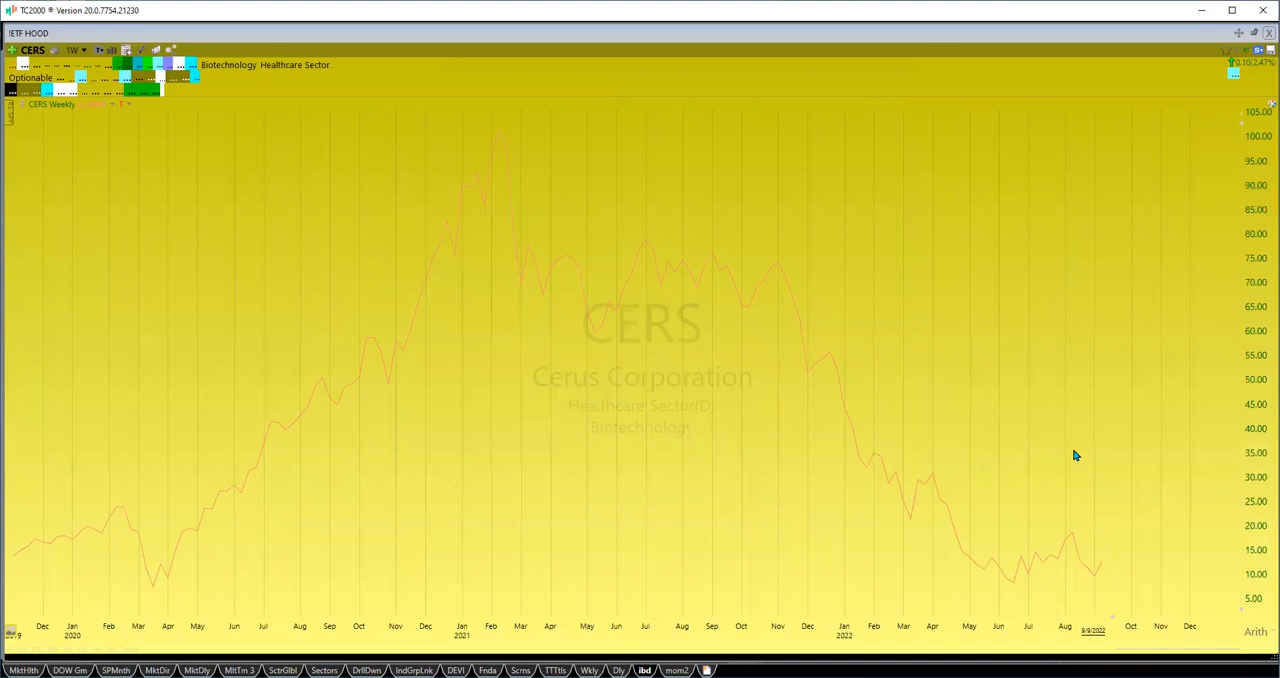 TC2000 ® Version 20.0.7754.21230
!ETF HOOD
X
CERS 1W
Biotechnology Healthcare Sector
0.10(2.47%)
Optionable
CERS Weekly T
105.00
100.00
95.00
90.00
85.00
80.00
75.00
70.00
65.00
60.00
55.00
50.00
45.00
40.00
35.00
30.00
25.00
20.00
15.00
10.00
5.00
Arith
CERS
Cerus Corporation
Healthcare Sector(D)
Biotechnology
Dec Jan Feb Mar Apr May Jun Jul Aug Sep Oct Nov Dec Jan Feb Mar Apr May Jun Jul Aug Sep Oct Nov Dec Jan Feb Mar Apr May Jun Jul Aug 9/9/2022 Oct Nov Dec
2019 2020 2021 2022
MktHlth DOW Gm SPMnth MktDir MktDly MltTm 3 SctrGlbl Sectors DrllDwn IndGrpLnk DEVI Fnda Scrns TTTtls Wkly Dly ibd mom2